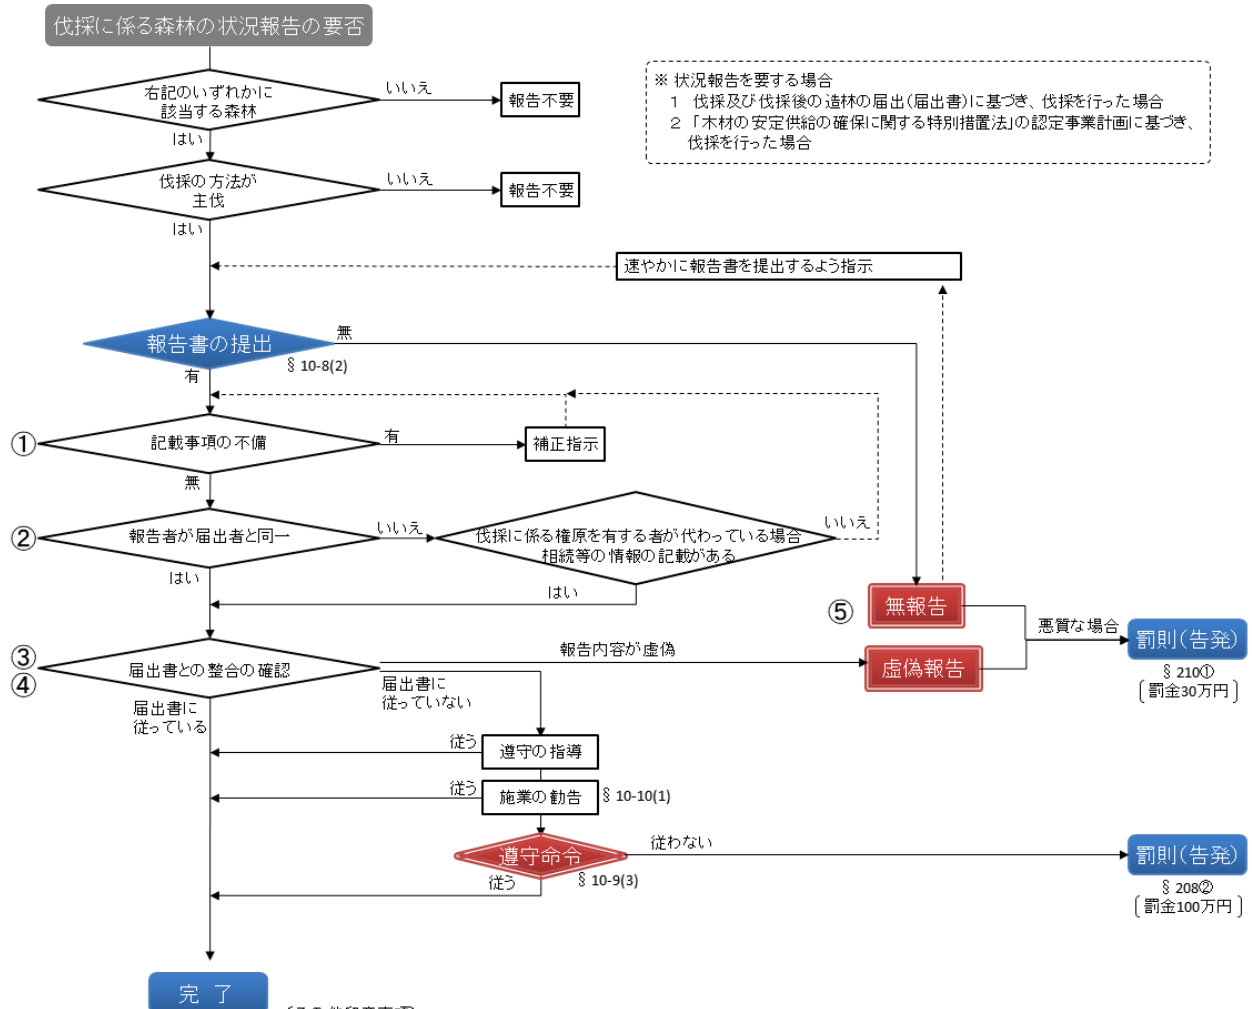 伐採に係る森林の状況報告の要否
右記のいずれかに
該当する森林
いいえ
報告不要
はい
※ 状況報告を要する場合
1 伐採及び伐採後の造林の届出(届出書)に基づき、伐採を行った場合
2 「木材の安定供給の確保に関する特別措置法」の認定事業計画に基づき、
伐採を行った場合
伐採の方法が
主伐
いいえ
報告不要
はい
速やかに報告書を提出するよう指示
報告書の提出
無
§ 10-8(2)
有
①
記載事項の不備
有
補正指示
無
②
報告者が届出者と同一
いいえ
伐採に係る権原を有する者が代わっている場合
相続等の情報の記載がある
いいえ
はい
はい
⑤
無報告
悪質な場合
罰則(告発)
§ 210①
〔罰金30万円〕
③
④
届出書との整合の確認
報告内容が虚偽
虚偽報告
届出書に
従っていない
届出書に
従っている
従う
遵守の指導
従う
施業の勧告
§ 10-10(1)
遵守命令
従わない
§ 10-9(3)
従う
罰則(告発)
§ 208②
〔罰金100万円〕
完 了